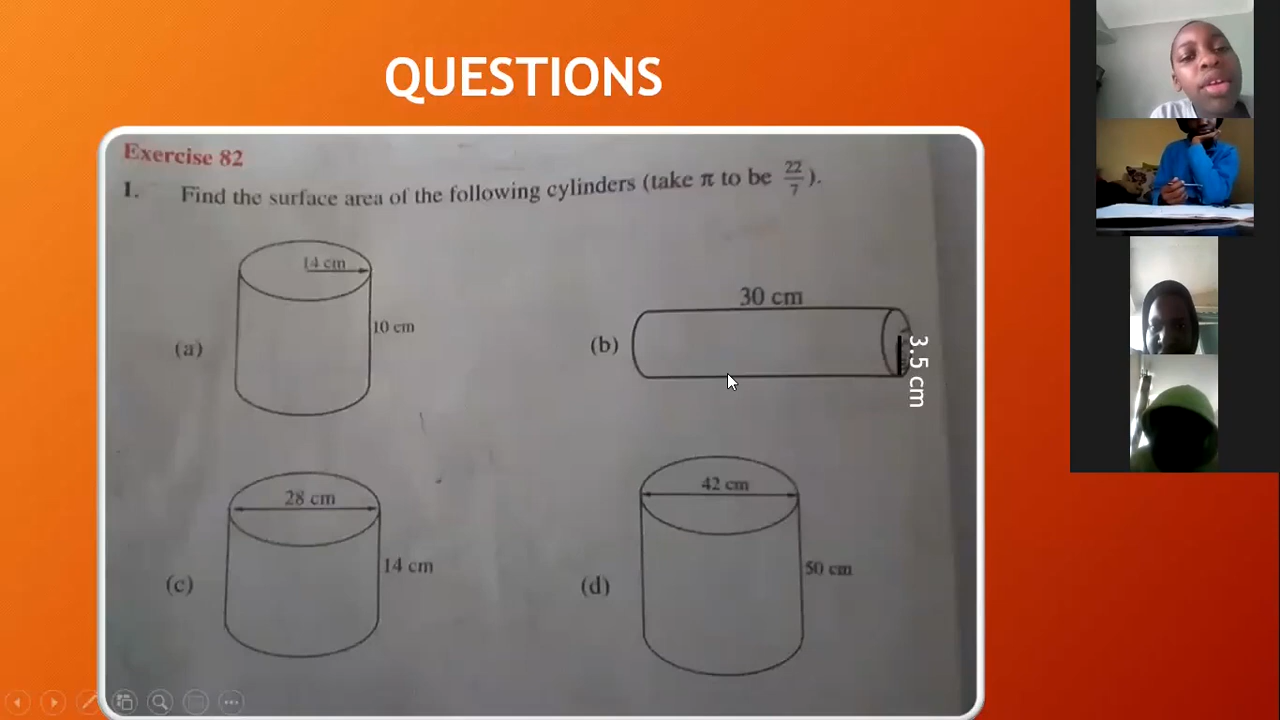 QUESTIONS
Exercise 82
1. Find the surface area of the following cylinders (take π to be 22/7).
14 cm
10 cm
(a)
30 cm
(b)
3.5 cm
28 cm
14 cm
(c)
42 cm
50 cm
(d)